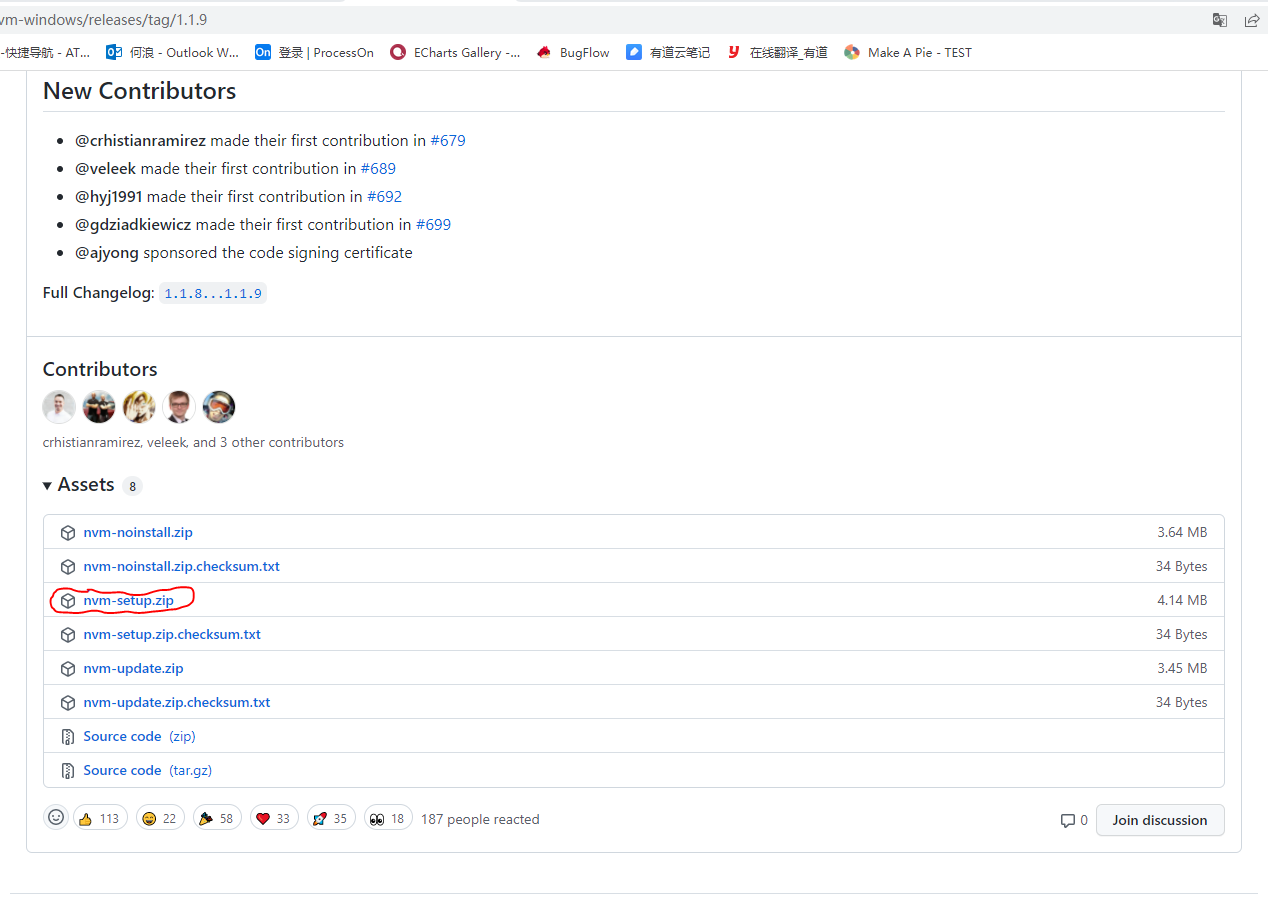 vm-windows/releases/tag/1.1.9
-快捷导航 - AT... 何浪 - Outlook W... On 登录 | ProcessOn ECharts Gallery -... BugFlow 有道云笔记 y 在线翻译_有道 Make A Pie - TEST
New Contributors
@crhistianramirez made their first contribution in #679
@veleek made their first contribution in #689
@hyj1991 made their first contribution in #692
@gdziadkiewicz made their first contribution in #699
@ajyong sponsored the code signing certificate
Full Changelog: 1.1.8...1.1.9
Contributors
crhistianramirez, veleek, and 3 other contributors
Assets 8
nvm-noinstall.zip 3.64 MB
nvm-noinstall.zip.checksum.txt 34 Bytes
nvm-setup.zip 4.14 MB
nvm-setup.zip.checksum.txt 34 Bytes
nvm-update.zip 3.45 MB
nvm-update.zip.checksum.txt 34 Bytes
Source code (zip)
Source code (tar.gz)
113 22 58 33 35 18 187 people reacted 0 Join discussion